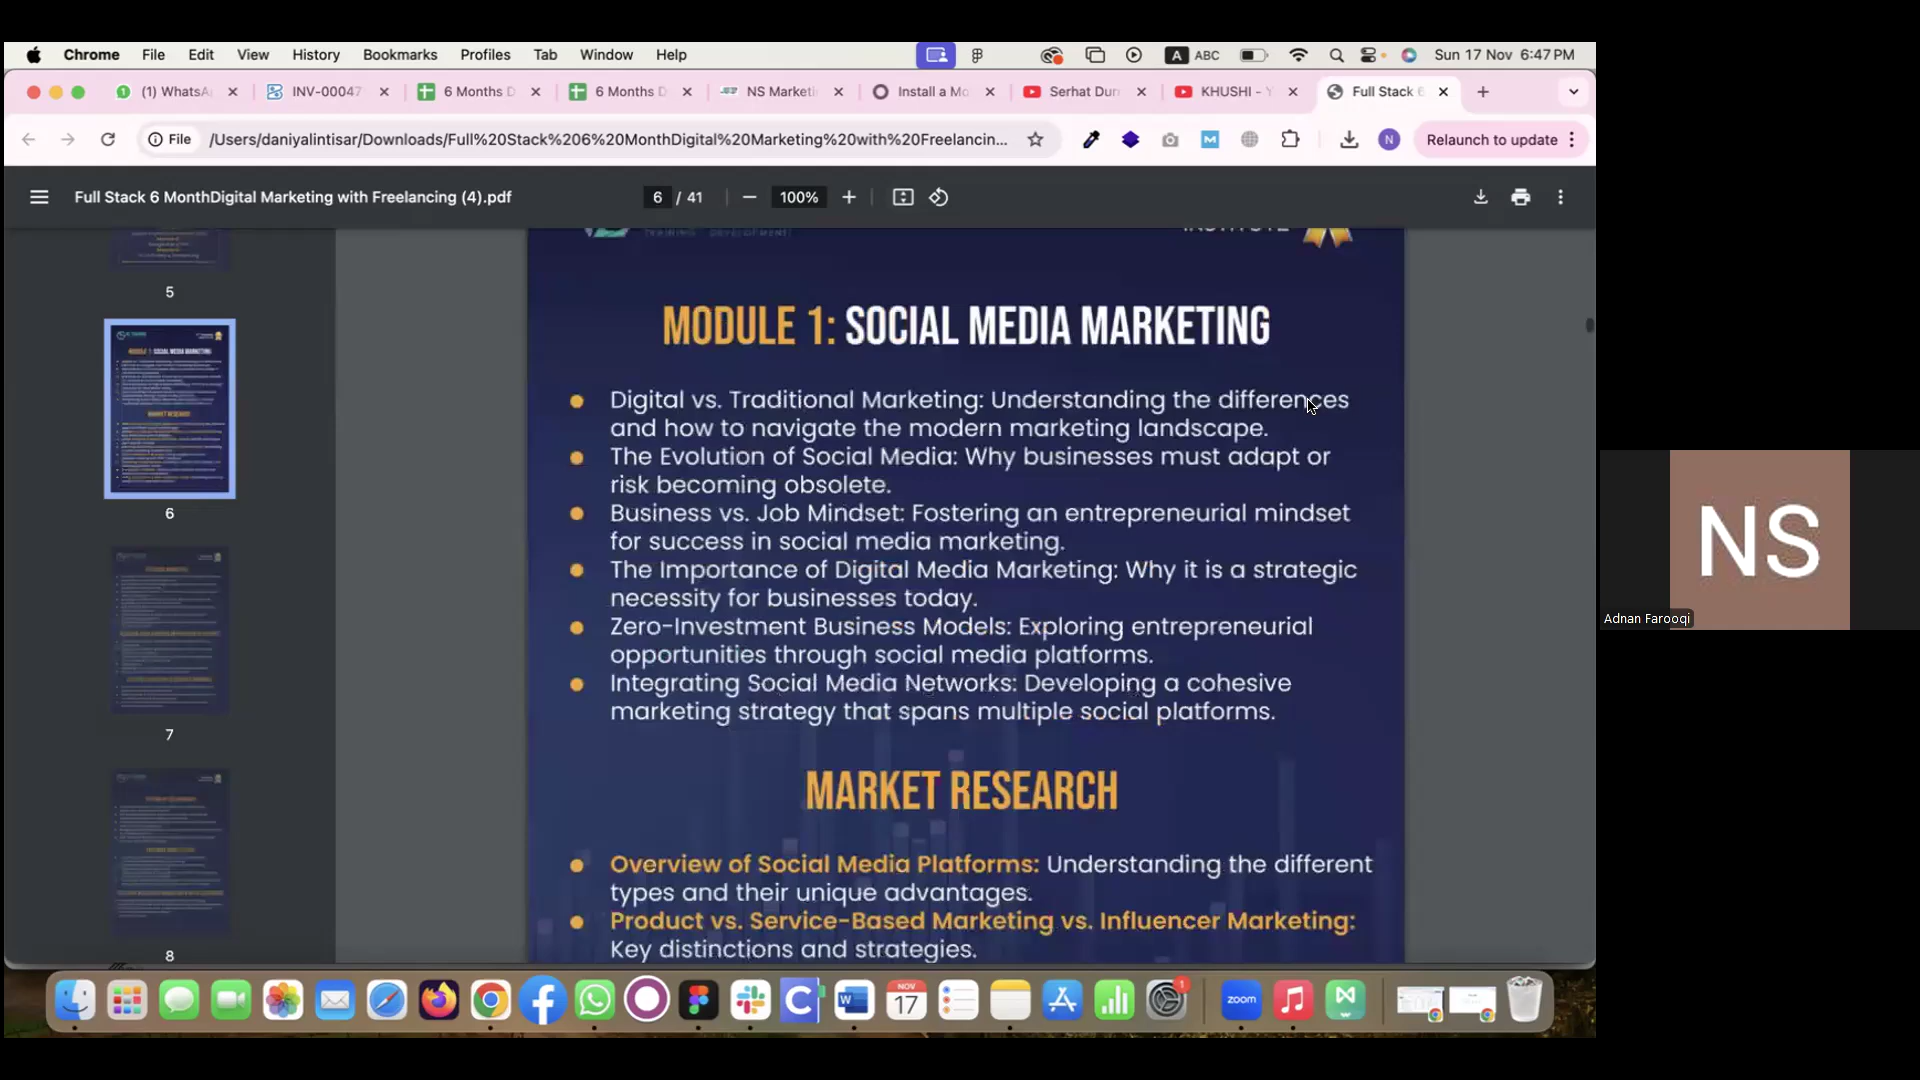 Chrome File Edit View History Bookmarks Profiles Tab Window Help A ABC Sun 17 Nov 6:47 PM
(1) WhatsA INV-00047 6 Months D 6 Months D NS Marketi Install a Mo Serhat Dur KHUSHI - Y Full Stack 6
File /Users/daniyalintisar/Downloads/Full%20Stack%206%20MonthDigital%20Marketing%20with%20Freelancin... M N Relaunch to update
Full Stack 6 MonthDigital Marketing with Freelancing (4).pdf 6 / 41 100%
5
6
7
8
MODULE 1: SOCIAL MEDIA MARKETING
Digital vs. Traditional Marketing: Understanding the differences
and how to navigate the modern marketing landscape.
The Evolution of Social Media: Why businesses must adapt or
risk becoming obsolete.
Business vs. Job Mindset: Fostering an entrepreneurial mindset
for success in social media marketing.
The Importance of Digital Media Marketing: Why it is a strategic
necessity for businesses today.
Zero-Investment Business Models: Exploring entrepreneurial
opportunities through social media platforms.
Integrating Social Media Networks: Developing a cohesive
marketing strategy that spans multiple social platforms.
MARKET RESEARCH
Overview of Social Media Platforms: Understanding the different
types and their unique advantages.
Product vs. Service-Based Marketing vs. Influencer Marketing:
Key distinctions and strategies.
NS
Adnan Farooqi
NOV
17
zoom
1